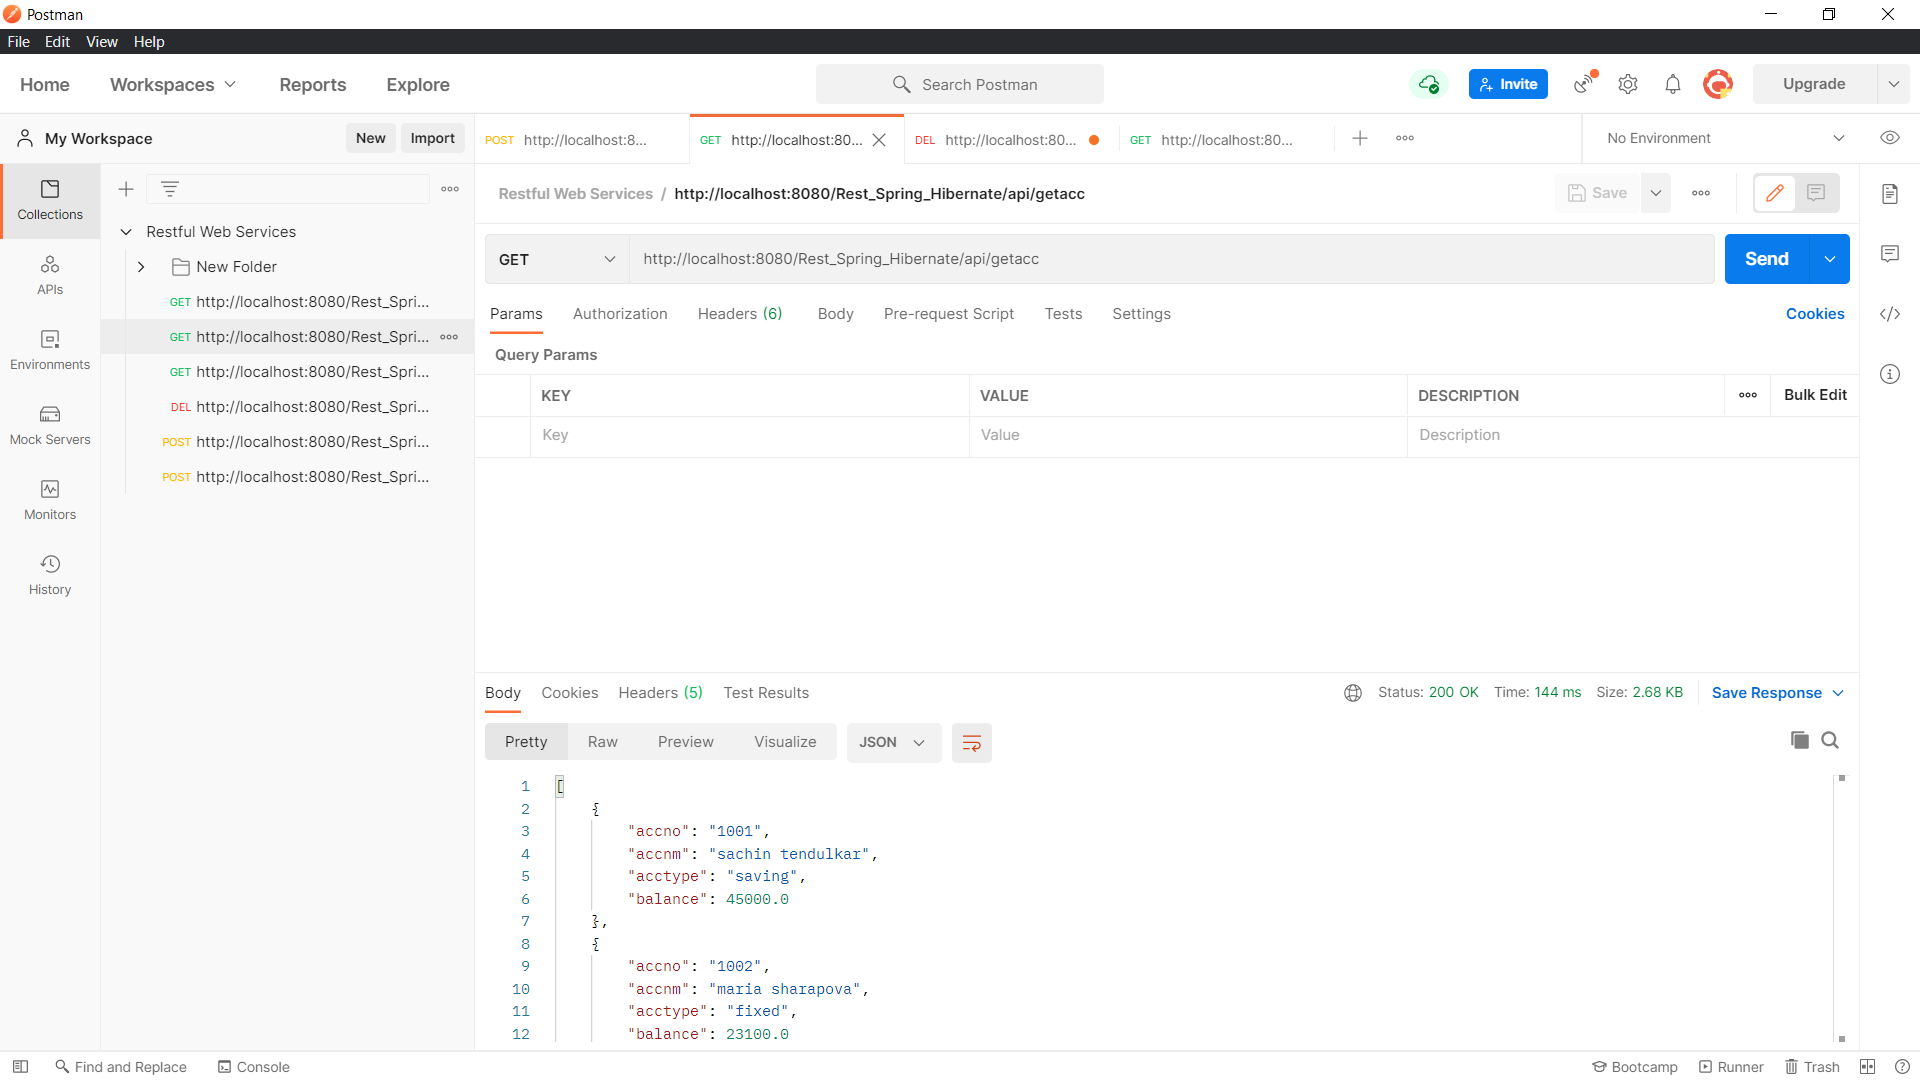 Postman
File Edit View Help
Home Workspaces Reports Explore
Search Postman
Invite
Upgrade
My Workspace
New Import
POST http://localhost:8...
GET http://localhost:80...
DEL http://localhost:80...
GET http://localhost:80...
No Environment
Collections
APIs
Environments
Mock Servers
Monitors
History
Restful Web Services
New Folder
GET http://localhost:8080/Rest_Spri...
GET http://localhost:8080/Rest_Spri...
GET http://localhost:8080/Rest_Spri...
DEL http://localhost:8080/Rest_Spri...
POST http://localhost:8080/Rest_Spri...
POST http://localhost:8080/Rest_Spri...
Restful Web Services / http://localhost:8080/Rest_Spring_Hibernate/api/getacc
Save
GET http://localhost:8080/Rest_Spring_Hibernate/api/getacc
Send
Params Authorization Headers (6) Body Pre-request Script Tests Settings
Cookies
Query Params
KEY VALUE DESCRIPTION
Bulk Edit
Key Value Description
Body Cookies Headers (5) Test Results
Status: 200 OK Time: 144 ms Size: 2.68 KB Save Response
Pretty Raw Preview Visualize JSON
1 [
2 {
3 "accno": "1001",
4 "accnm": "sachin tendulkar",
5 "acctype": "saving",
6 "balance": 45000.0
7 },
8 {
9 "accno": "1002",
10 "accnm": "maria sharapova",
11 "acctype": "fixed",
12 "balance": 23100.0
Find and Replace Console
Bootcamp Runner Trash